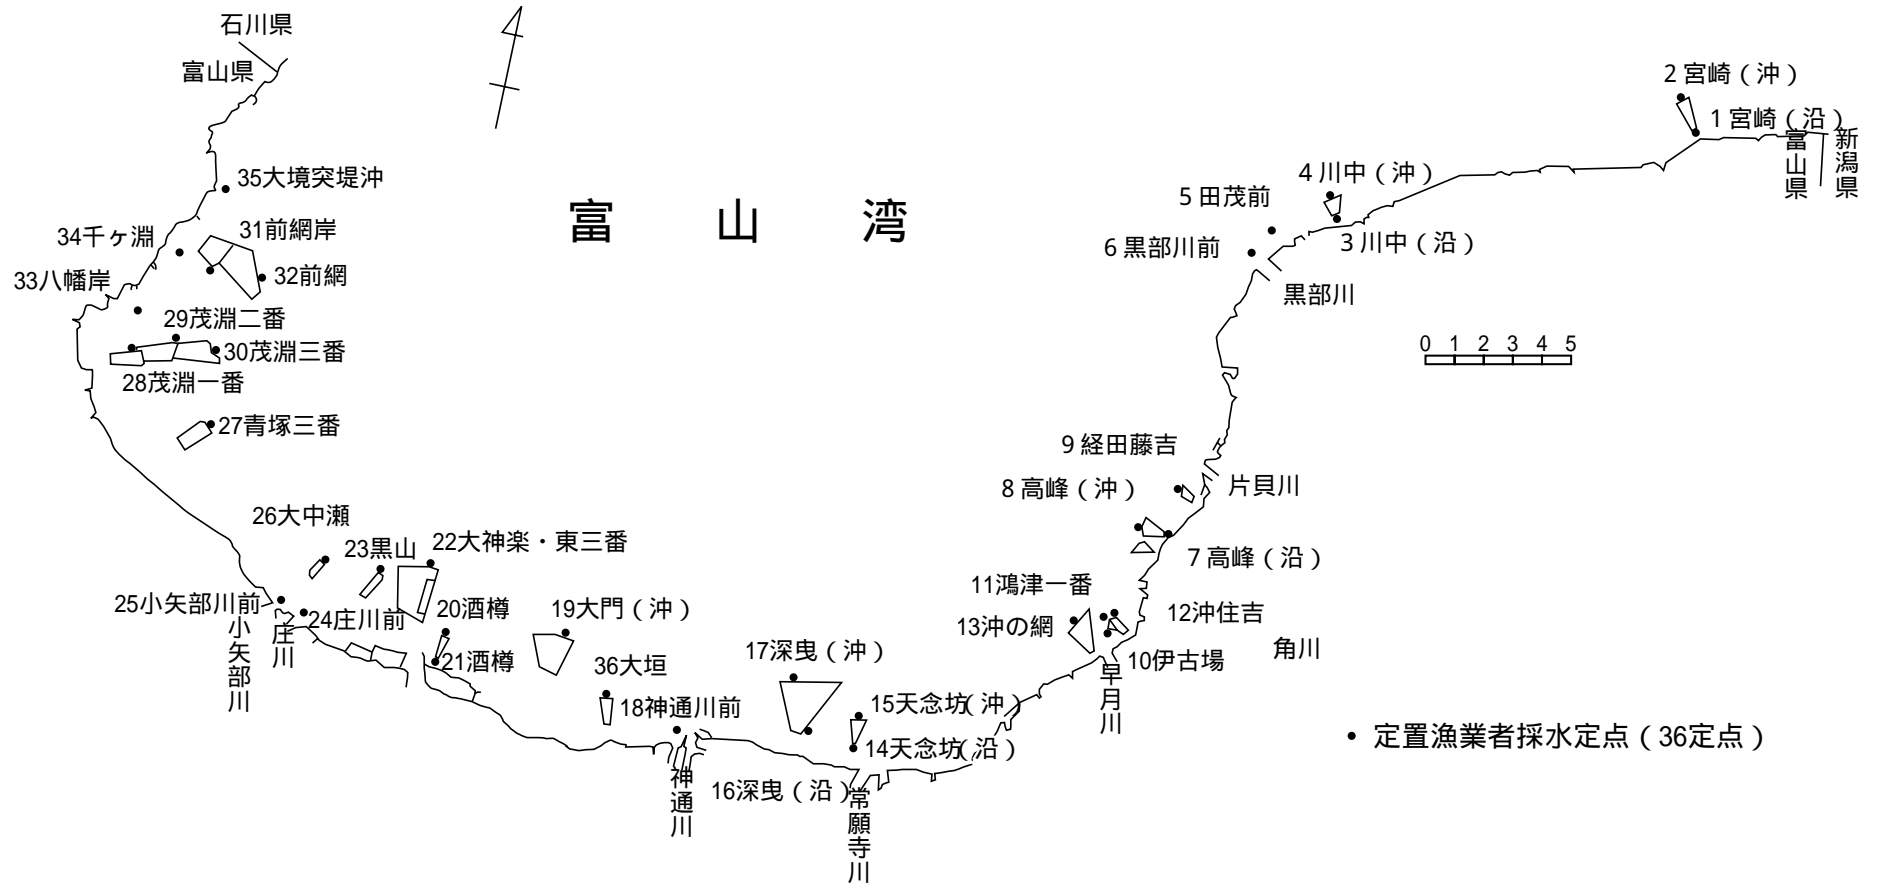 石川県
富山県
富山湾
2宮崎（沖）
1宮崎（沿）
富山県
新潟県
4川中（沖）
5田茂前
3川中（沿）
6黒部川前
黒部川
35大境突堤沖
34千ヶ淵
31前網岸
32前網
33八幡岸
29茂淵二番
30茂淵三番
28茂淵一番
27青塚三番
0 1 2 3 4 5
9経田藤吉
8高峰（沖）
片貝川
7高峰（沿）
26大中瀬
23黒山
22大神楽・東三番
25小矢部川前
24庄川前
20酒樽
19大門（沖）
21酒樽
小矢部川
庄川
36大垣
18神通川前
17深曳（沖）
15天念坊（沖）
14天念坊（沿）
16深曳（沿）
神通川
常願寺川
11鴻津一番
12沖住吉
13沖の網
10伊古場
角川
早月川
● 定置漁業者採水定点（36定点）